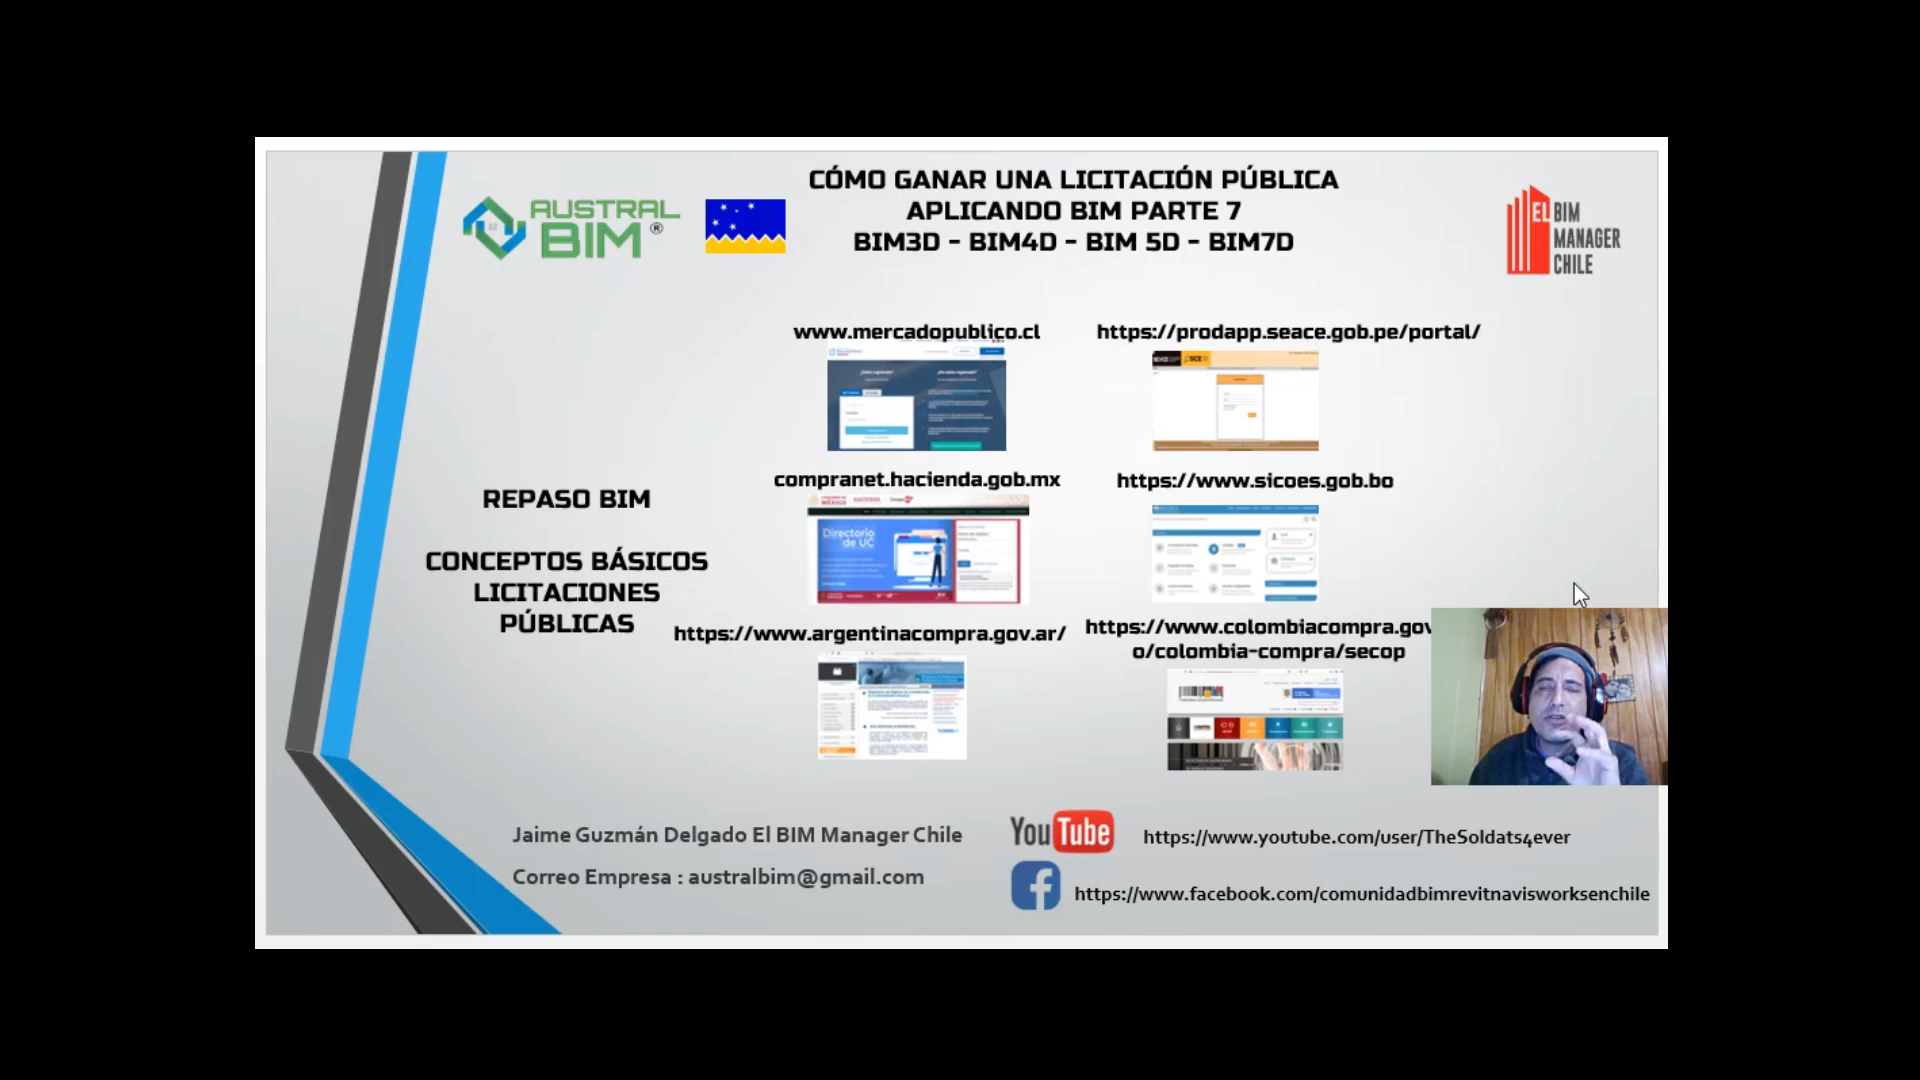 CÓMO GANAR UNA LICITACIÓN PÚBLICA
APLICANDO BIM PARTE 7
BIM3D - BIM4D - BIM 5D - BIM7D
AUSTRAL
BIM ®
EL BIM
MANAGER
CHILE
www.mercadopublico.cl
https://prodapp.seace.gob.pe/portal/
compranet.hacienda.gob.mx
https://www.sicoes.gob.bo
Directorio
de UC
REPASO BIM
CONCEPTOS BÁSICOS
LICITACIONES
PÚBLICAS
https://www.argentinacompra.gov.ar/
https://www.colombiacompra.gov
o/colombia-compra/secop
Jaime Guzmán Delgado El BIM Manager Chile
Correo Empresa : australbim@gmail.com
YouTube
https://www.youtube.com/user/TheSoldats4ever
https://www.facebook.com/comunidadbimrevitnavisworksenchile